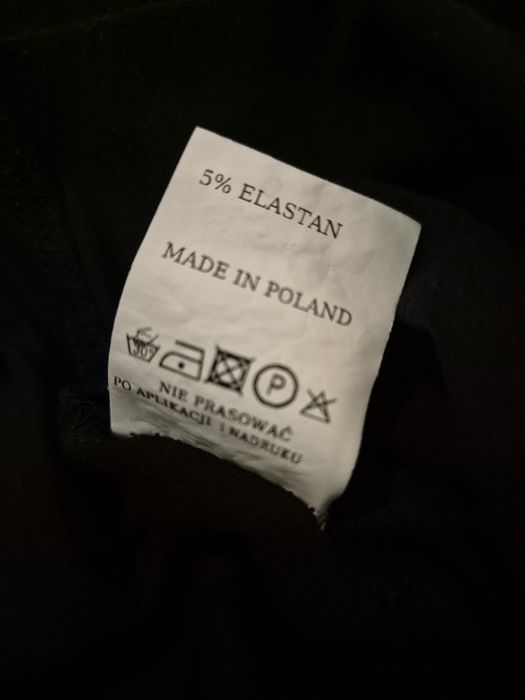 5% ELASTAN
MADE IN POLAND
30° P
NIE PRASOWAĆ
PO APLIKACJI I NADRUKU